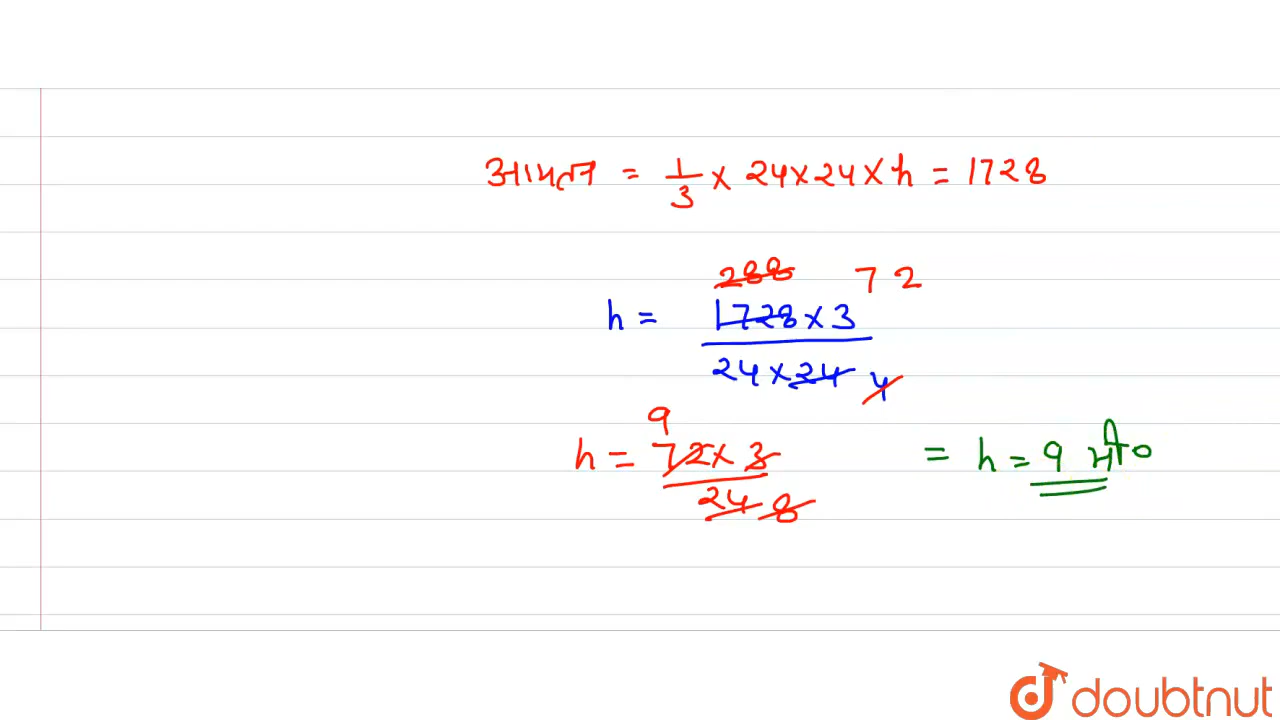 आयतन = 1/3 × 24 × 24 × h = 1728
288 72
h = 1728 × 3
24 × 24 4
9
h = 72 × 3 = h = 9 मी०
24 8
doubtnut